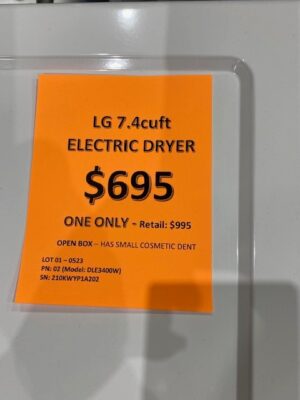 LG 7.4cuft
ELECTRIC DRYER
$695
ONE ONLY - Retail: $995
OPEN BOX – HAS SMALL COSMETIC DENT
LOT 01 – 0523
PN: 02 (Model: DLE3400W)
SN: 210KWYP1A202